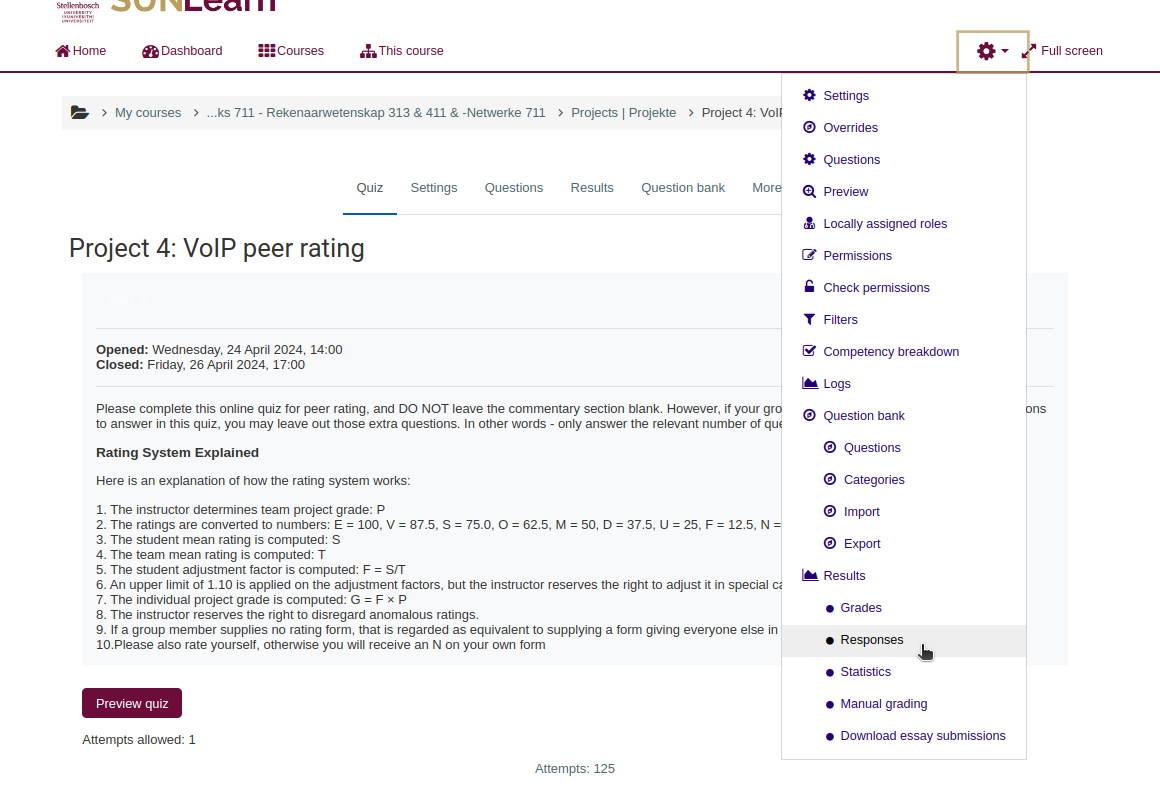 Stellenbosch
UNIVERSITY
IYUNIVESITHI
UNIVERSITEIT
SUNLearn
Home
Dashboard
Courses
This course
Full screen
My courses
...ks 711 - Rekenaarwetenskap 313 & 411 & -Netwerke 711
Projects | Projekte
Project 4: VoIP
Quiz
Settings
Questions
Results
Question bank
More
Project 4: VoIP peer rating
Opened: Wednesday, 24 April 2024, 14:00
Closed: Friday, 26 April 2024, 17:00
Please complete this online quiz for peer rating, and DO NOT leave the commentary section blank. However, if your gro
ons
to answer in this quiz, you may leave out those extra questions. In other words - only answer the relevant number of que
Rating System Explained
Here is an explanation of how the rating system works:
1. The instructor determines team project grade: P
2. The ratings are converted to numbers: E = 100, V = 87.5, S = 75.0, O = 62.5, M = 50, D = 37.5, U = 25, F = 12.5, N =
3. The student mean rating is computed: S
4. The team mean rating is computed: T
5. The student adjustment factor is computed: F = S/T
6. An upper limit of 1.10 is applied on the adjustment factors, but the instructor reserves the right to adjust it in special ca
7. The individual project grade is computed: G = F × P
8. The instructor reserves the right to disregard anomalous ratings.
9. If a group member supplies no rating form, that is regarded as equivalent to supplying a form giving everyone else in
10.Please also rate yourself, otherwise you will receive an N on your own form
Preview quiz
Attempts allowed: 1
Attempts: 125
Settings
Overrides
Questions
Preview
Locally assigned roles
Permissions
Check permissions
Filters
Competency breakdown
Logs
Question bank
Questions
Categories
Import
Export
Results
Grades
Responses
Statistics
Manual grading
Download essay submissions